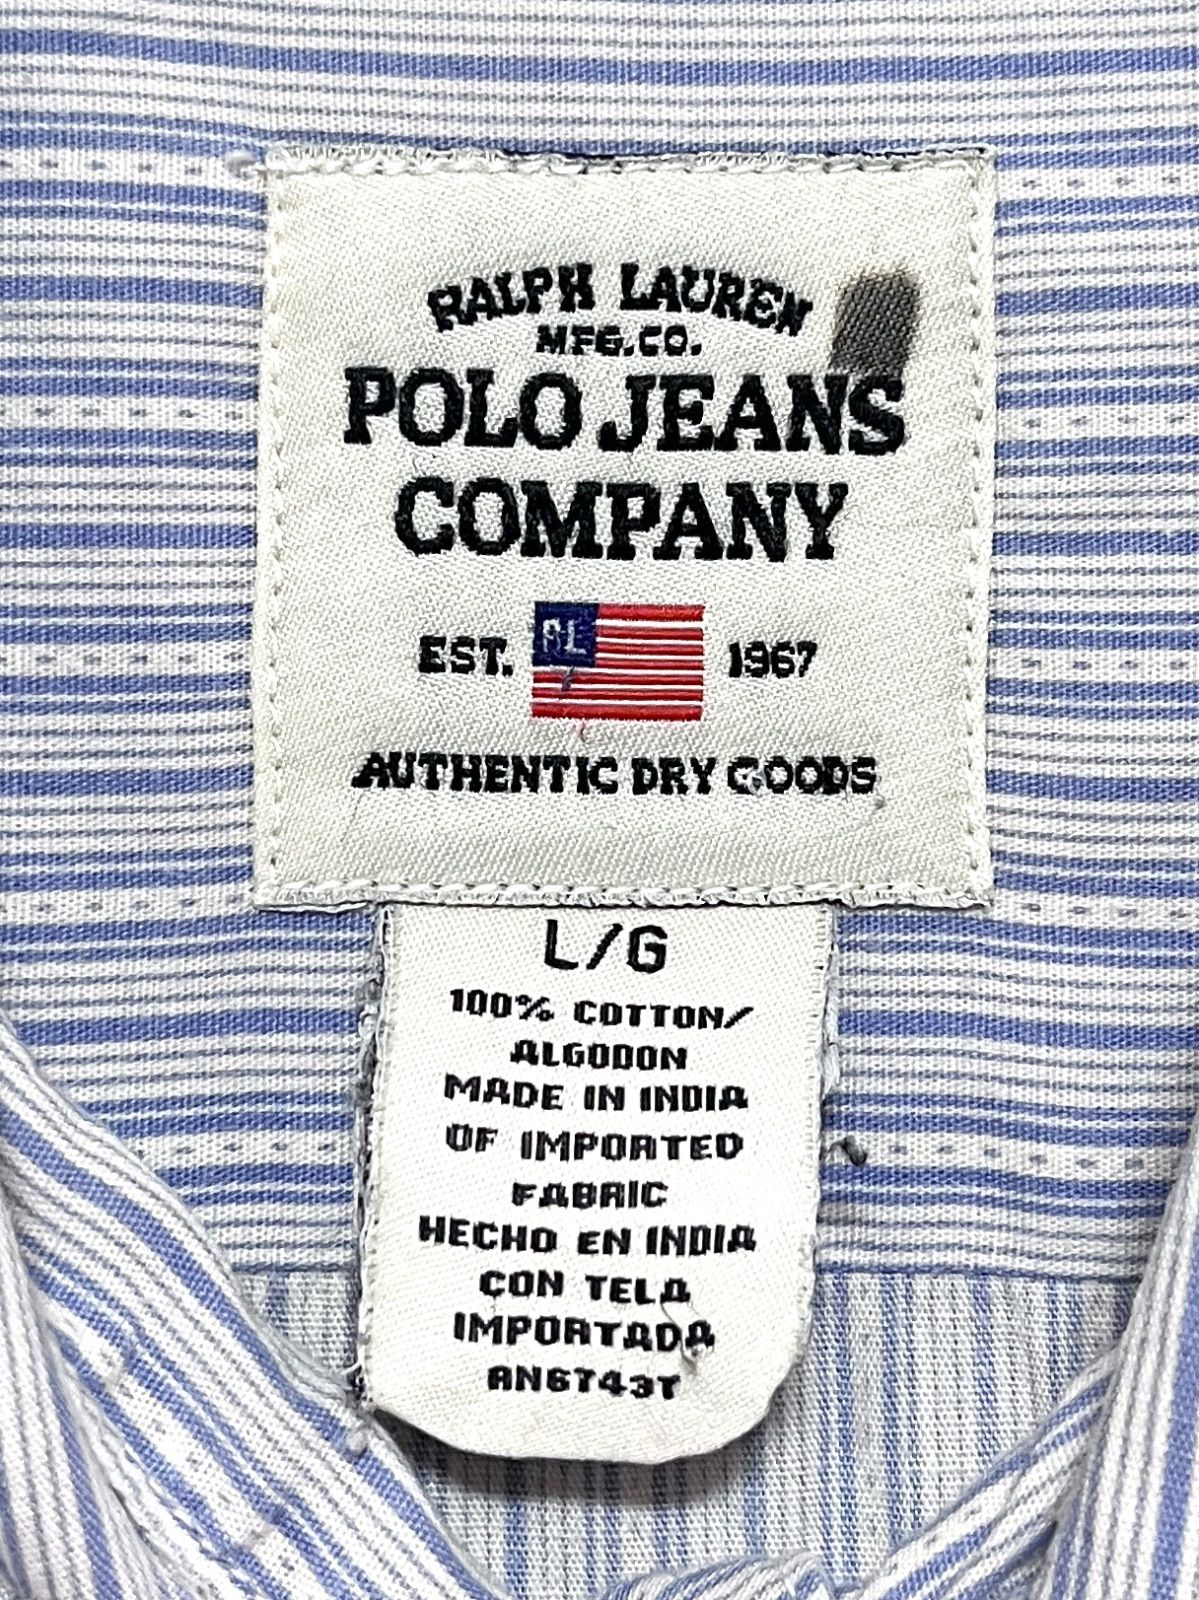 RALPH LAUREN
MFG.CO.
POLO JEANS
COMPANY
EST. RL 1967
AUTHENTIC DRY GOODS
L/G
100% COTTON/
ALGODON
MADE IN INDIA
OF IMPORTED
FABRIC
HECHO EN INDIA
CON TELA
IMPORTADA
AN6T43T